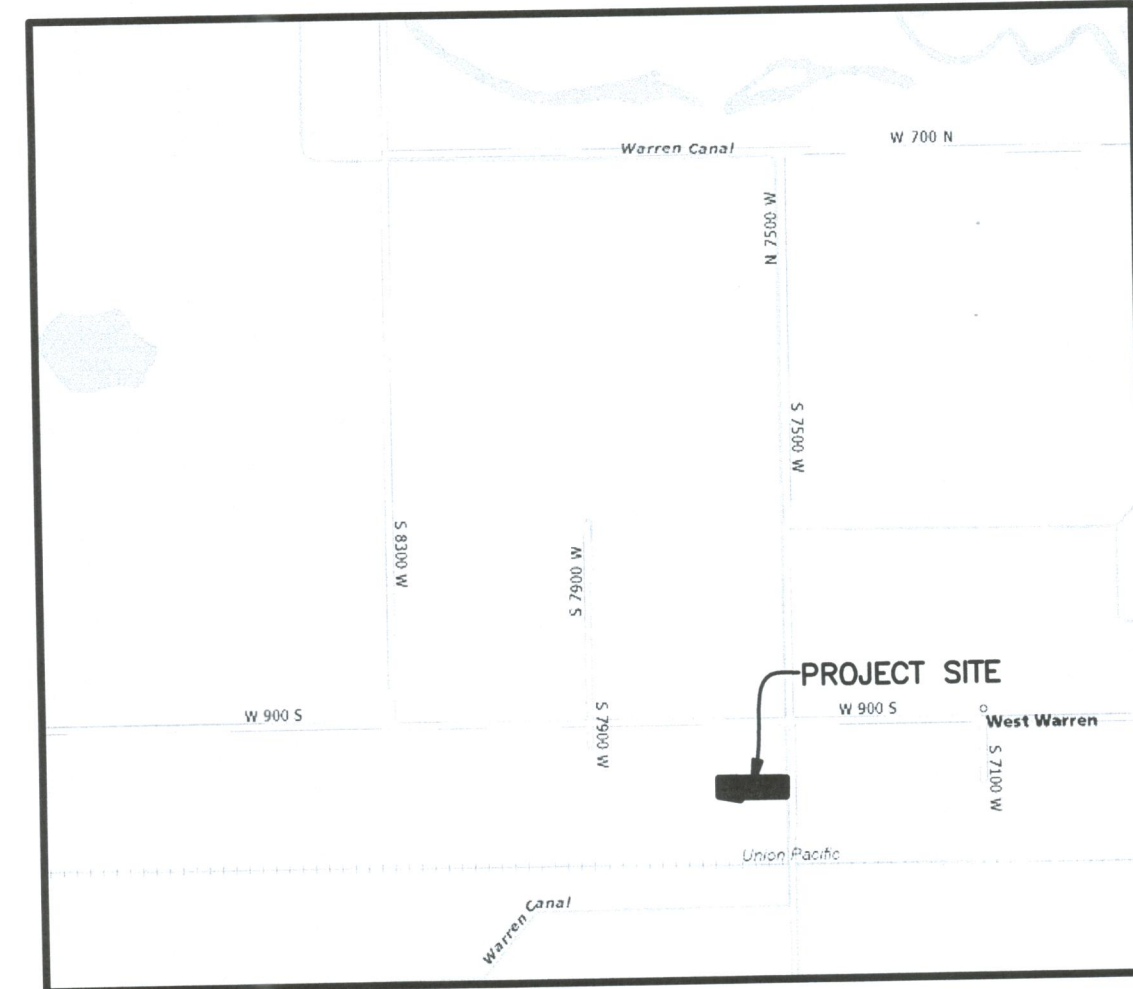 Warren Canal
W 700 N
N 7500 W
S 7500 W
S 8300 W
S 7900 W
PROJECT SITE
W 900 S
S 7900 W
W 900 S
West Warren
S 7100 W
Union Pacific
Warren Canal